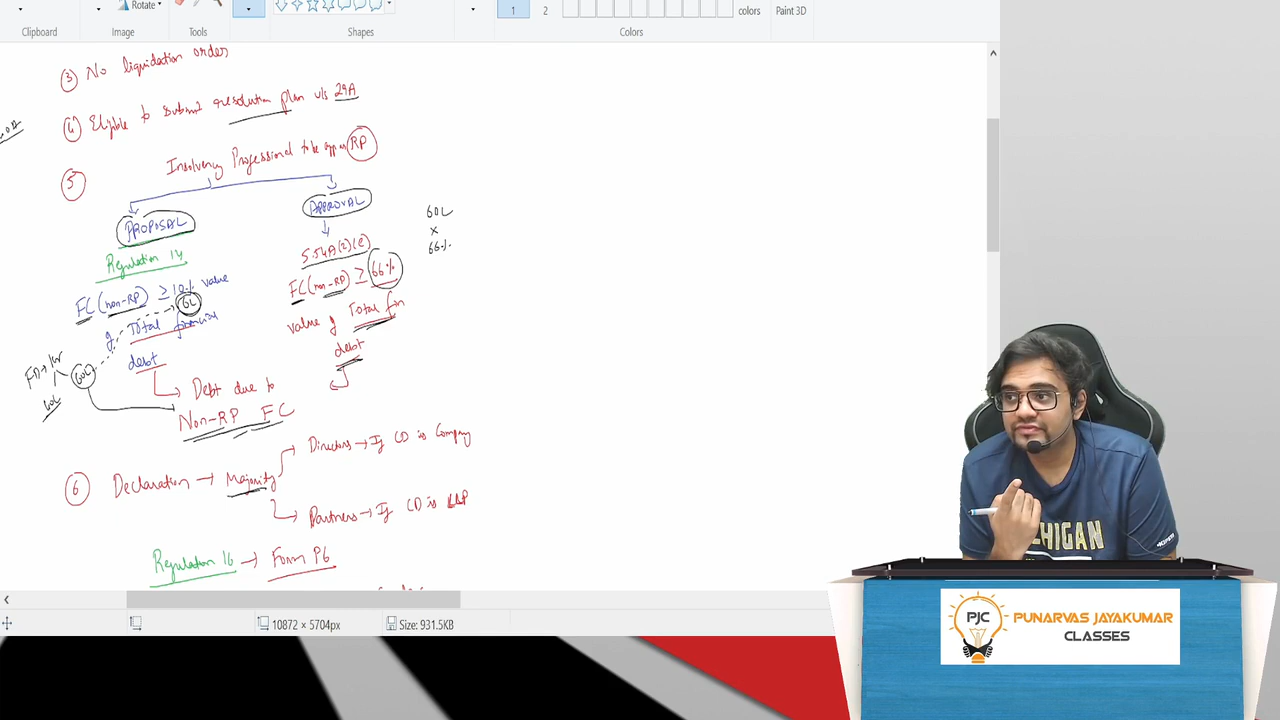 Rotate
1
2
colors
Paint 3D
Clipboard
Image
Tools
Shapes
Colors
③ No liquidation order
④ Eligible to submit resolution plan u/s 29A
⑤
Insolvency Professional to be RP
PROPOSAL
APPROVAL
Regulation 14
S.54A(2)(e)
60L
x
66%
FC (non-RP) ≥ 10% value
of Total financial
debt
6L
FC (non-RP) ≥ 66%
value of Total fin
debt
60L
Debt due to
Non-RP FC
⑥ Declaration → Majority
Directors → If CD is Company
Partners → If CD is LLP
Regulation 16 → Form P6
10872 × 5704px
Size: 931.5KB
CHIGAN
PJC
PUNARVAS JAYAKUMAR
CLASSES